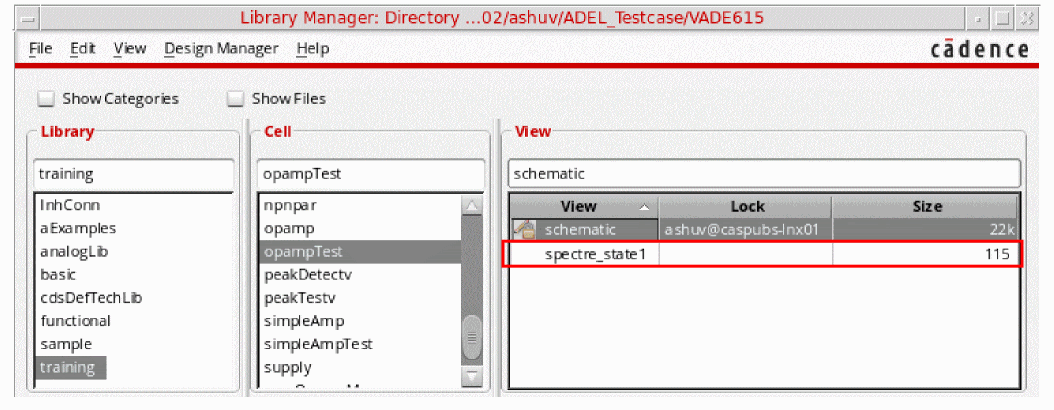 Library Manager: Directory ...02/ashuv/ADEL_Testcase/VADE615
File Edit View Design Manager Help cādence
Show Categories Show Files
Library Cell View
training opampTest schematic
InhConn
aExamples
analogLib
basic
cdsDefTechLib
functional
sample
training
npnpar
opamp
opampTest
peakDetectv
peakTestv
simpleAmp
simpleAmpTest
supply
View Lock Size
schematic ashuv@caspubs-lnx01 22k
spectre_state1 115